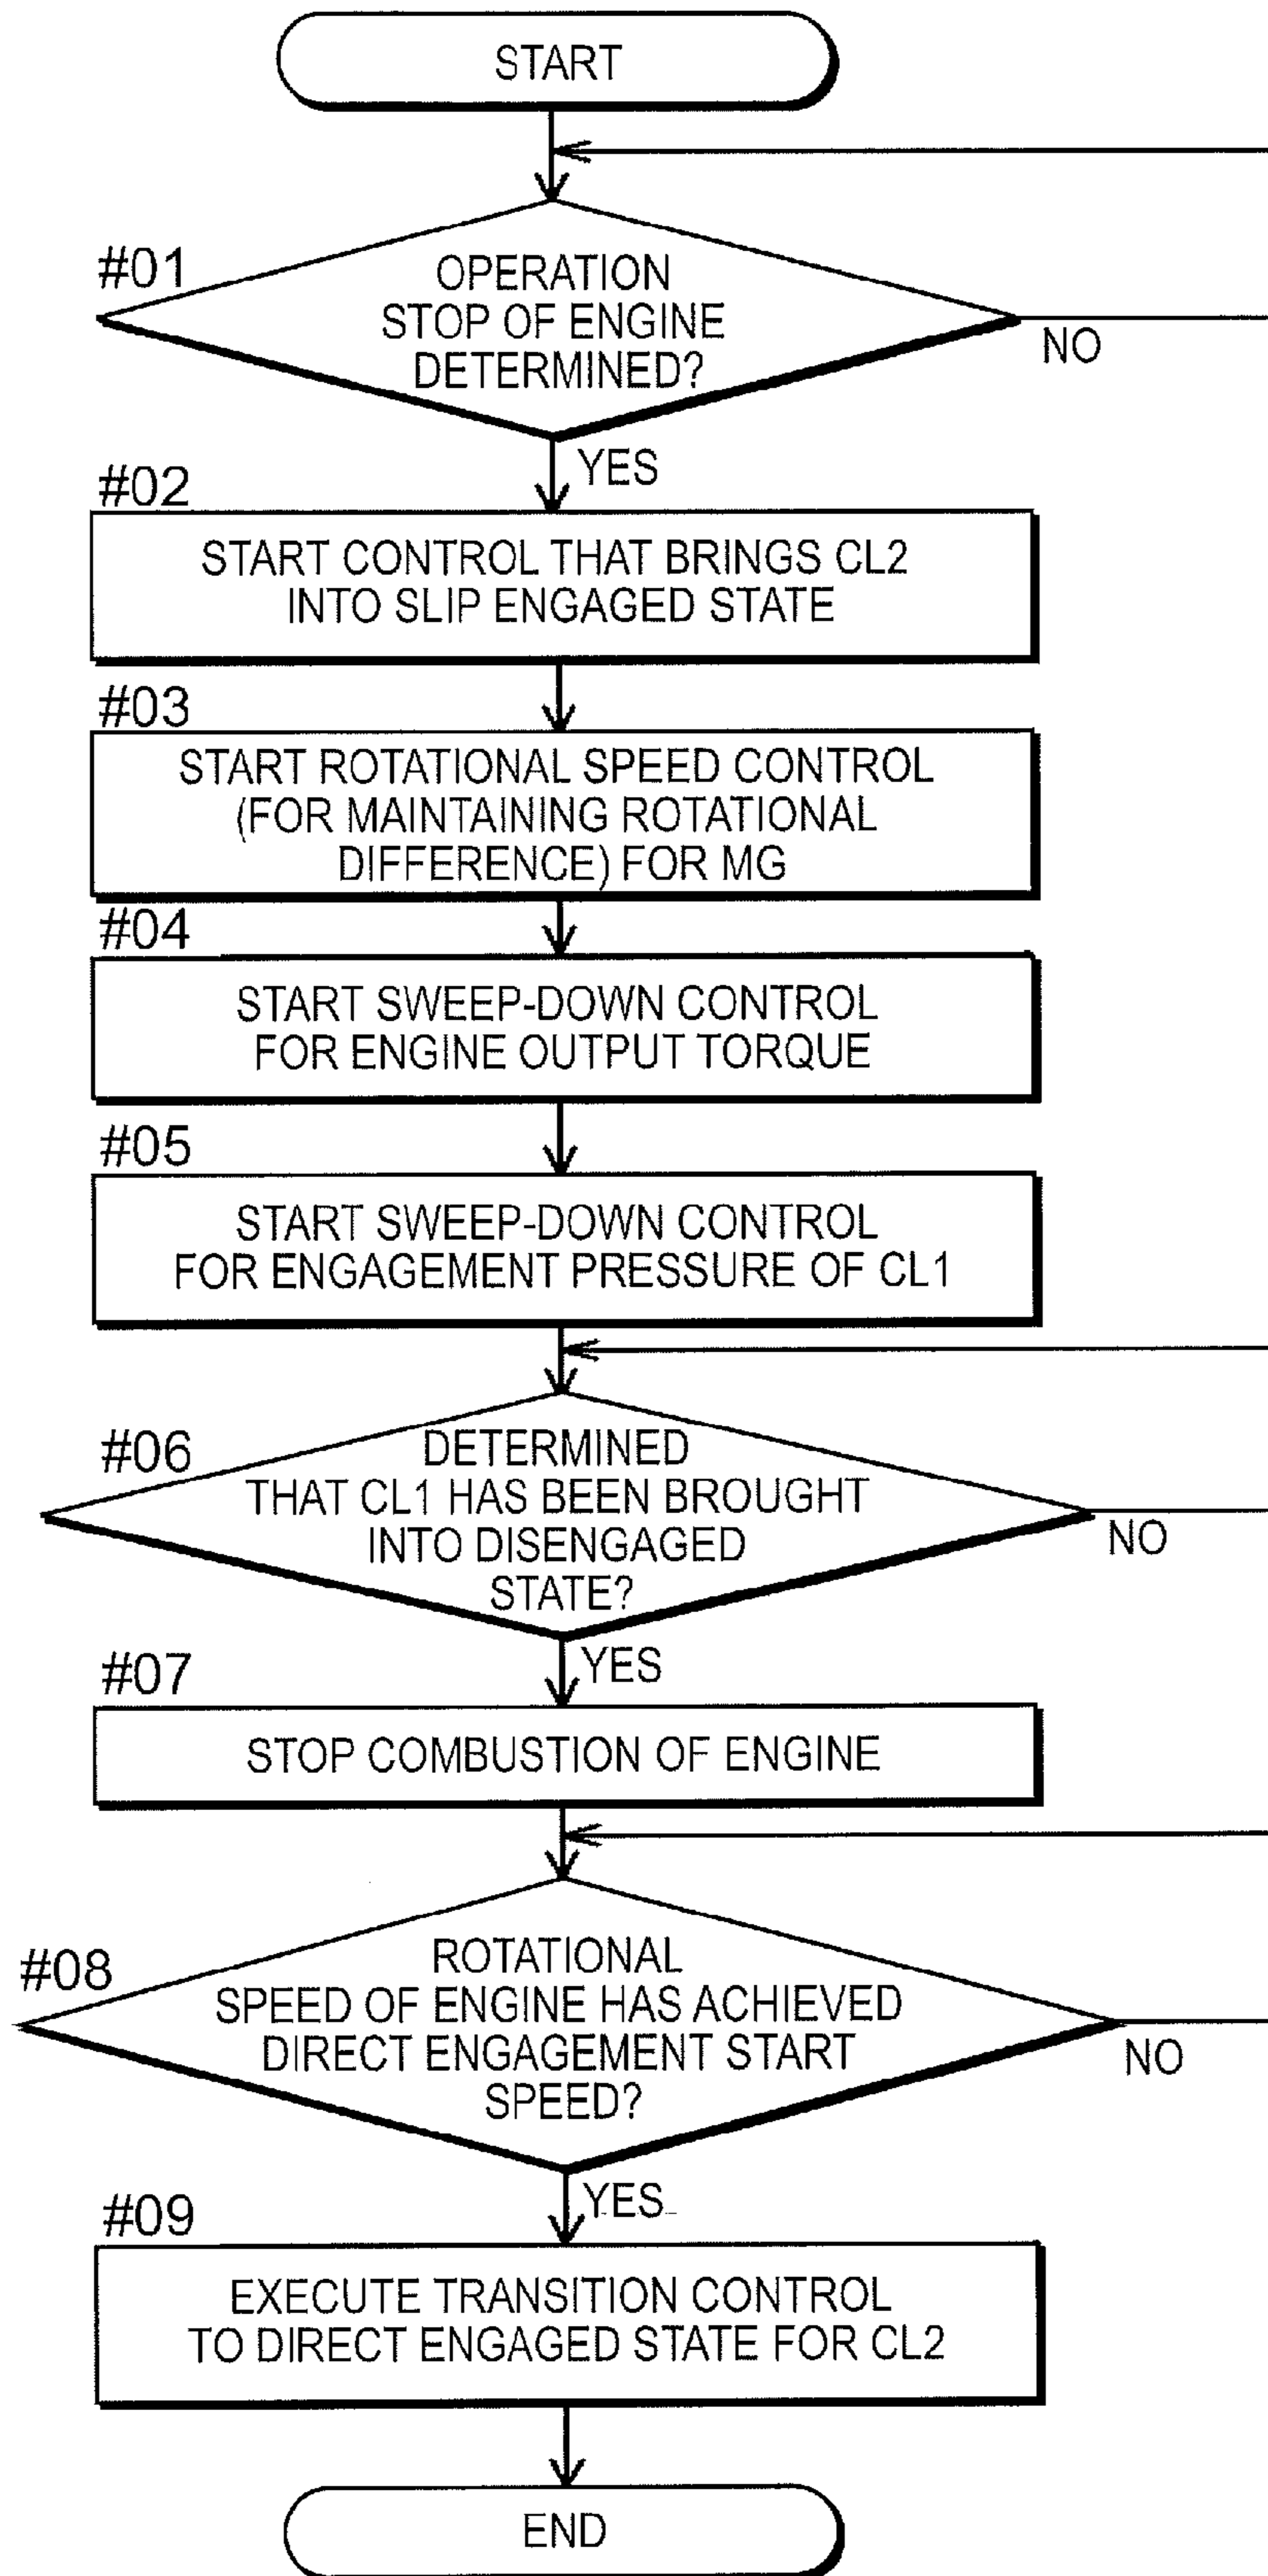 START
#01
OPERATION
STOP OF ENGINE
DETERMINED?
NO
YES
#02
START CONTROL THAT BRINGS CL2
INTO SLIP ENGAGED STATE
#03
START ROTATIONAL SPEED CONTROL
(FOR MAINTAINING ROTATIONAL
DIFFERENCE) FOR MG
#04
START SWEEP-DOWN CONTROL
FOR ENGINE OUTPUT TORQUE
#05
START SWEEP-DOWN CONTROL
FOR ENGAGEMENT PRESSURE OF CL1
#06
DETERMINED
THAT CL1 HAS BEEN BROUGHT
INTO DISENGAGED
STATE?
NO
YES
#07
STOP COMBUSTION OF ENGINE
#08
ROTATIONAL
SPEED OF ENGINE HAS ACHIEVED
DIRECT ENGAGEMENT START
SPEED?
NO
YES
#09
EXECUTE TRANSITION CONTROL
TO DIRECT ENGAGED STATE FOR CL2
END